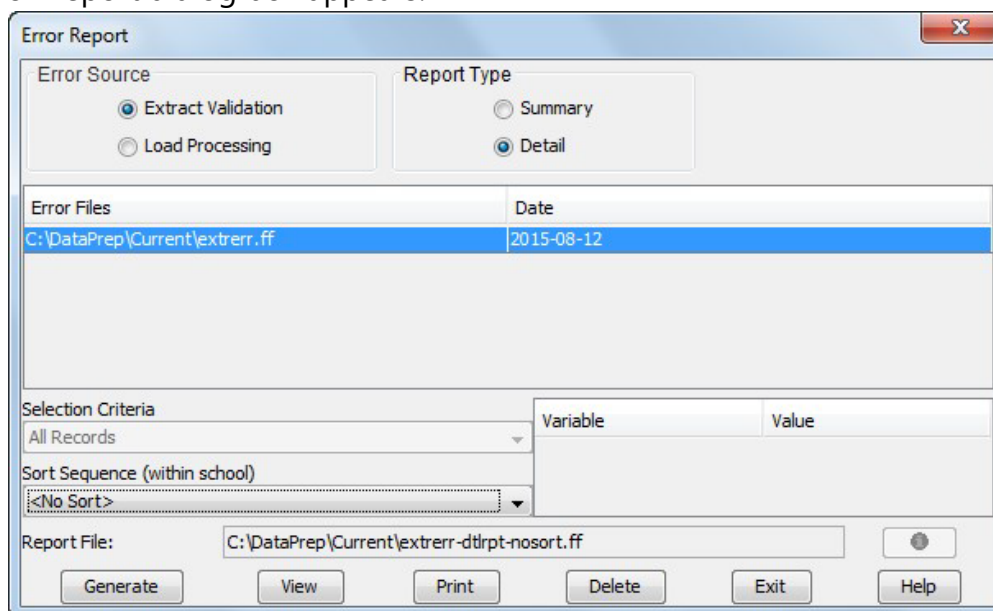 Error Report
Error Source
Extract Validation
Load Processing
Report Type
Summary
Detail
Error Files Date
C:\DataPrep\Current\extrerr.ff 2015-08-12
Selection Criteria
All Records
Sort Sequence (within school)
<No Sort>
Variable Value
Report File: C:\DataPrep\Current\extrerr-dtlrpt-nosort.ff
Generate View Print Delete Exit Help